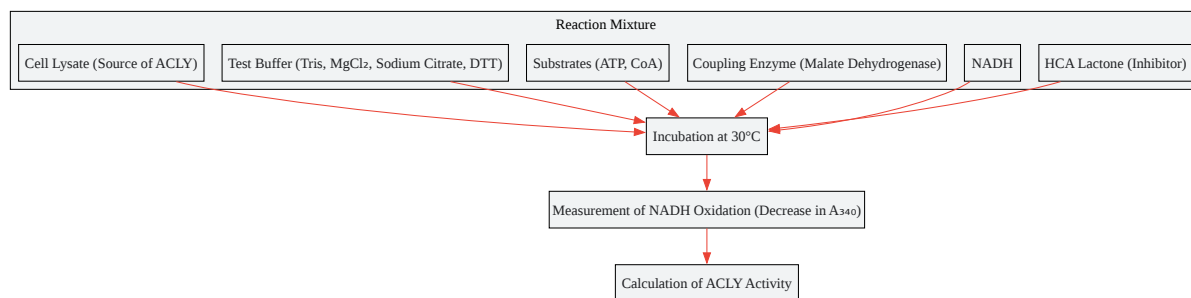 Reaction Mixture
Cell Lysate (Source of ACLY)
Test Buffer (Tris, MgCl₂, Sodium Citrate, DTT)
Substrates (ATP, CoA)
Coupling Enzyme (Malate Dehydrogenase)
NADH
HCA Lactone (Inhibitor)
Incubation at 30°C
Measurement of NADH Oxidation (Decrease in A₃₄₀)
Calculation of ACLY Activity